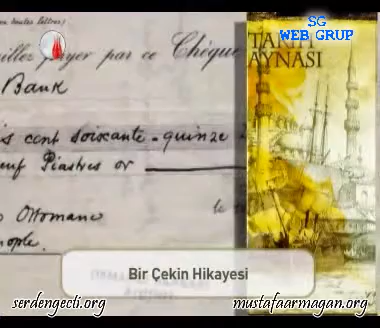 SG
WEB GRUP
(en toutes lettres)
payer par ce Chèque
TARİH
AYNASI
Bank
cent soixante-quinze
Piastres or
Ottomane
Bir Çekin Hikayesi
serdengecti.org
mustafaarmagan.org